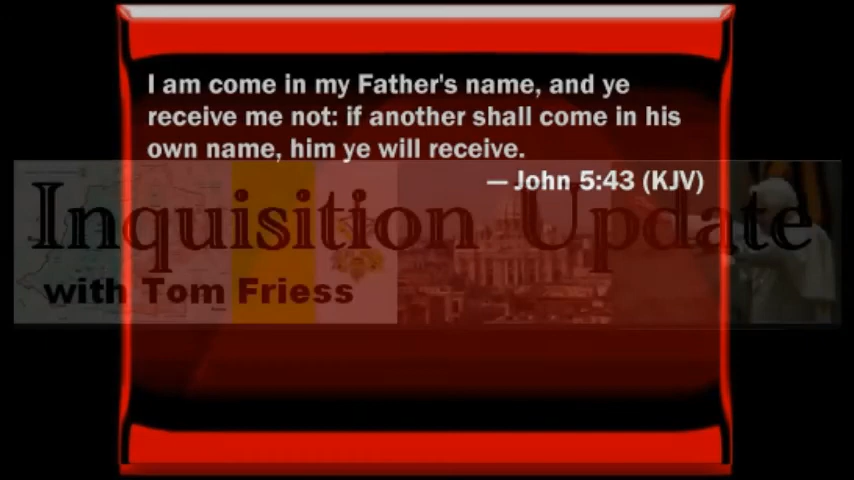 I am come in my Father's name, and ye
receive me not: if another shall come in his
own name, him ye will receive.
— John 5:43 (KJV)
Inquisition Update
with Tom Friess